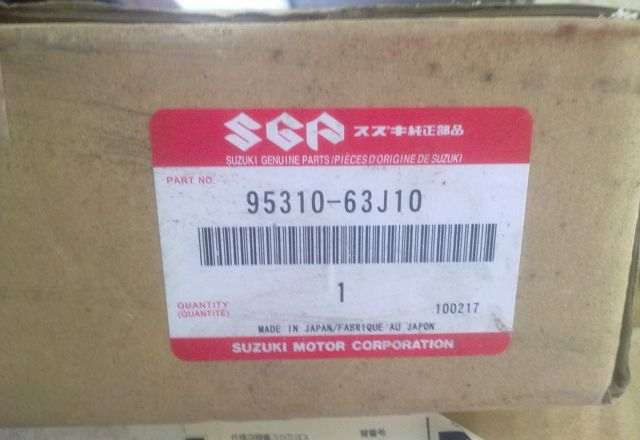 SGP スズキ純正部品
SUZUKI GENUINE PARTS/PIÈCES D'ORIGINE DE SUZUKI
PART NO.
95310-63J10
1
QUANTITY
(QUANTITÉ)
100217
MADE IN JAPAN/FABRIQUE AU JAPON
SUZUKI MOTOR CORPORATION